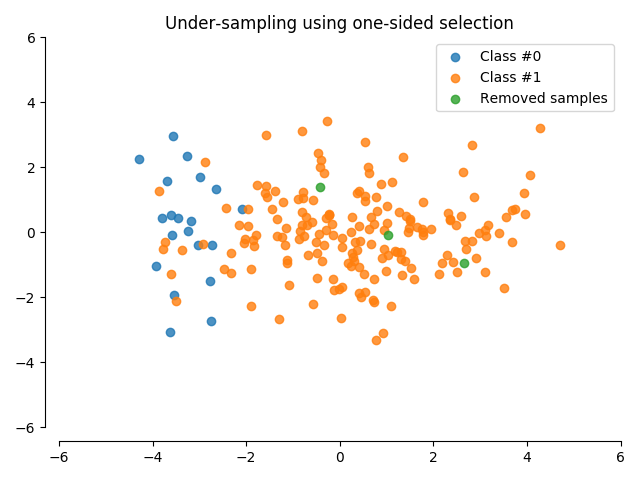 Under-sampling using one-sided selection
Class #0
Class #1
Removed samples
6
4
2
0
−2
−4
−6
−6 −4 −2 0 2 4 6